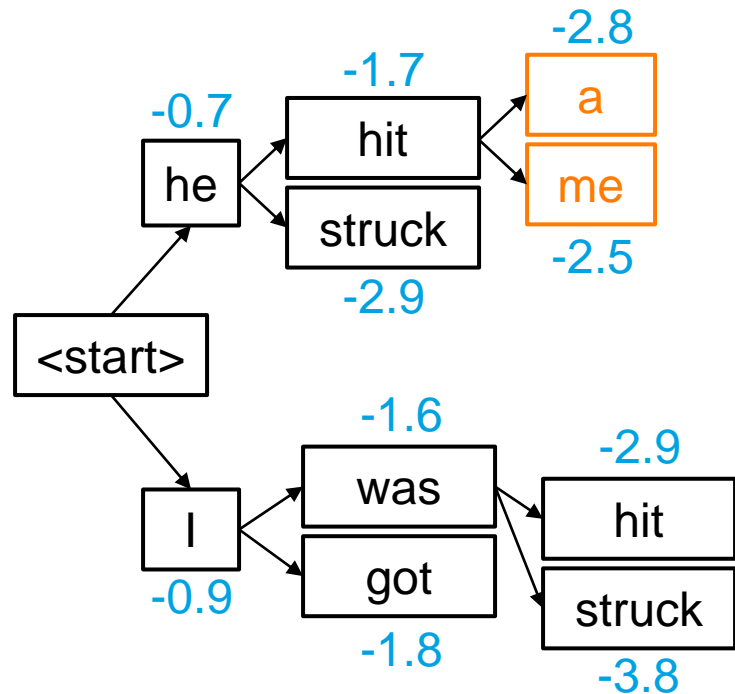 -2.8
-1.7
a
-0.7
hit
he
me
struck
-2.5
-2.9
<start>
-1.6
-2.9
was
hit
I
got
-0.9
struck
-1.8
-3.8